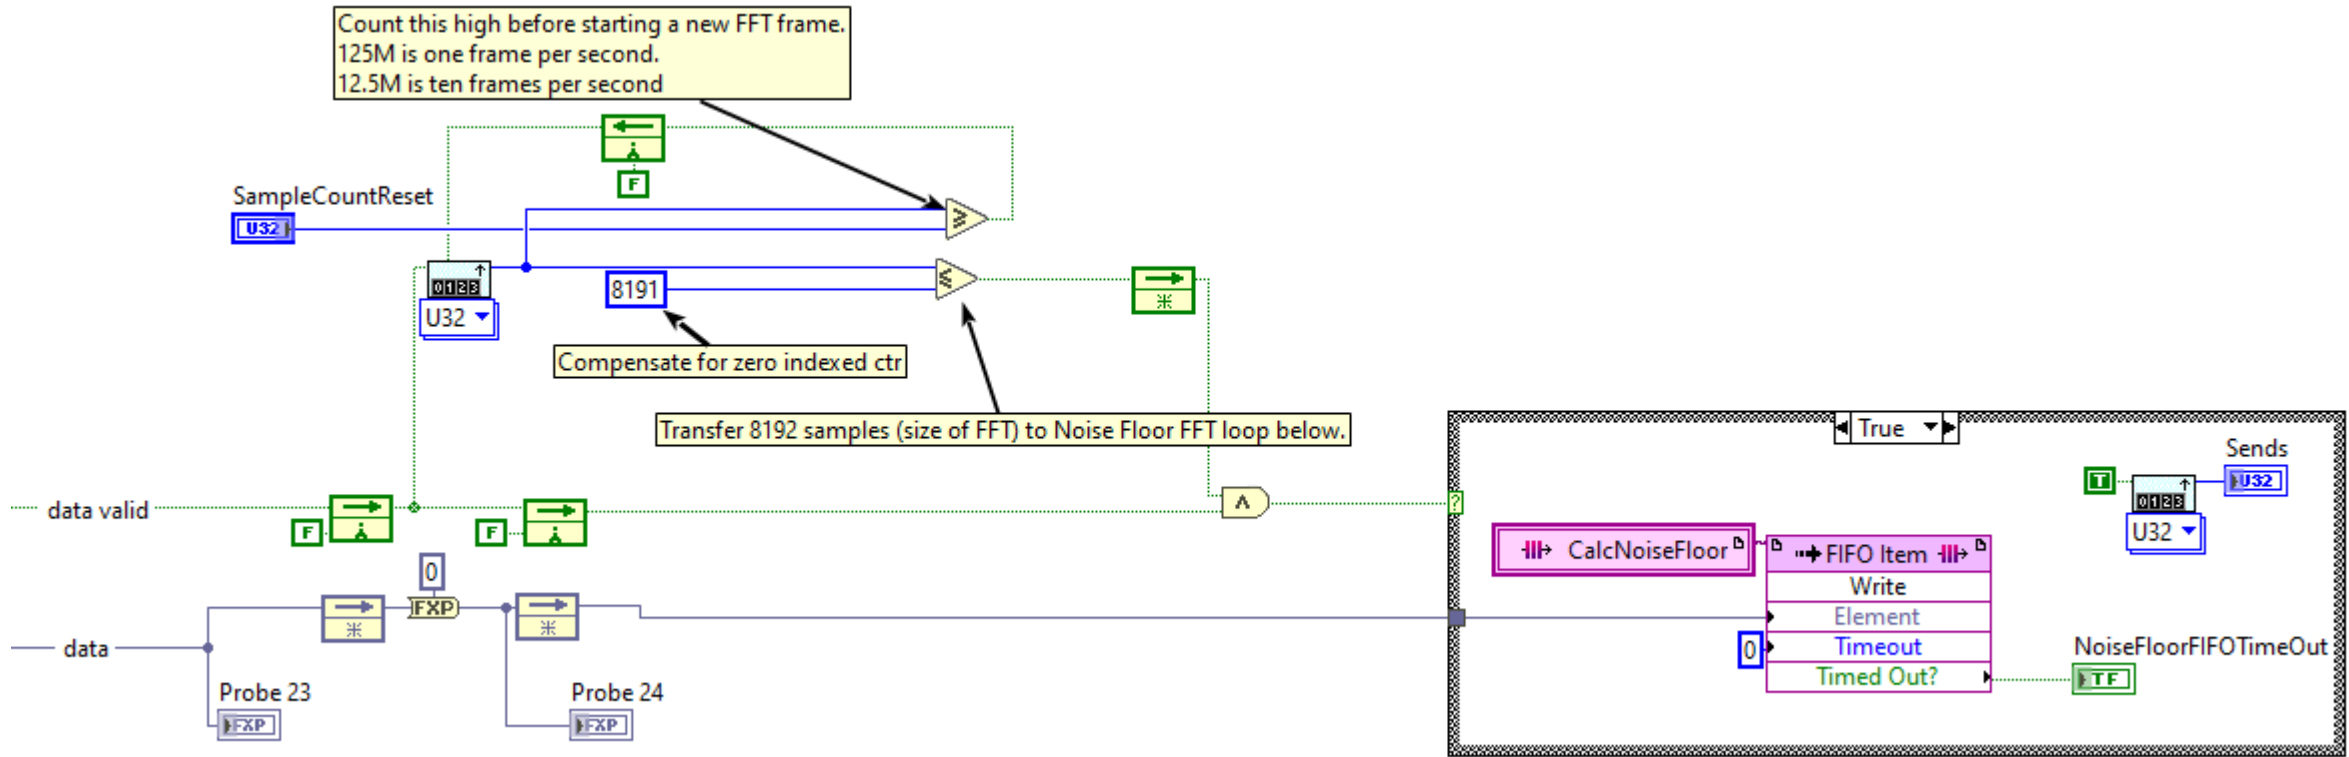 Count this high before starting a new FFT frame.
125M is one frame per second.
12.5M is ten frames per second
F
SampleCountReset
U32
≥
0123
U32
8191
≤
Compensate for zero indexed ctr
Transfer 8192 samples (size of FFT) to Noise Floor FFT loop below.
True
Sends
T
0123
U32
U32
data valid
F
F
∧
?
CalcNoiseFloor
FIFO Item
Write
Element
0
Timeout
Timed Out?
NoiseFloorFIFOTimeOut
TF
0
FXP
data
Probe 23
FXP
Probe 24
FXP